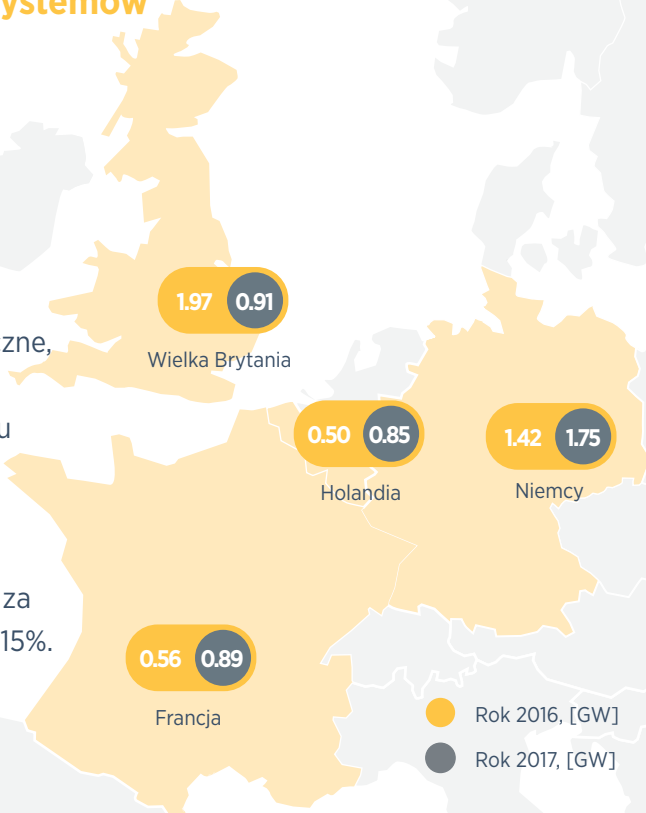 ystemów
1.97 0.91
zne,
Wielka Brytania
u
0.50 0.85
1.42 1.75
Holandia
Niemcy
za
15%.
0.56 0.89
Francja
Rok 2016, [GW]
Rok 2017, [GW]